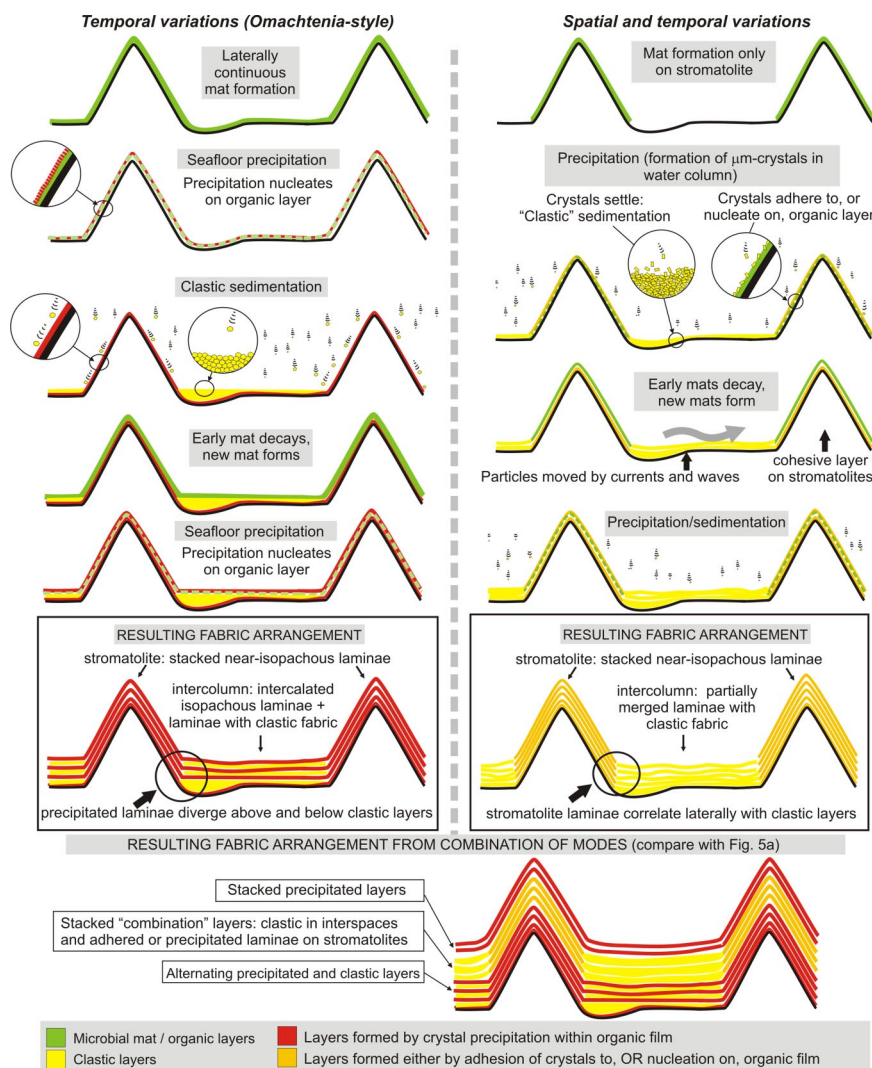 Temporal variations (Omachtenia-style)
Laterally
continuous
mat formation
Seafloor precipitation
Precipitation nucleates
on organic layer
Clastic sedimentation
Early mat decays,
new mat forms
Seafloor precipitation
Precipitation nucleates
on organic layer
RESULTING FABRIC ARRANGEMENT
stromatolite: stacked near-isopachous laminae
intercolumn: intercalated
isopachous laminae +
laminae with clastic fabric
precipitated laminae diverge above and below clastic layers
Spatial and temporal variations
Mat formation only
on stromatolite
Precipitation (formation of µm-crystals in
water column)
Crystals settle:
“Clastic” sedimentation
Crystals adhere to, or
nucleate on, organic layer
Early mats decay,
new mats form
Particles moved by currents and waves
cohesive layer
on stromatolites
Precipitation/sedimentation
RESULTING FABRIC ARRANGEMENT
stromatolite: stacked near-isopachous laminae
intercolumn: partially
merged laminae with
clastic fabric
stromatolite laminae correlate laterally with clastic layers
RESULTING FABRIC ARRANGEMENT FROM COMBINATION OF MODES (compare with Fig. 5a)
Stacked precipitated layers
Stacked “combination” layers: clastic in interspaces
and adhered or precipitated laminae on stromatolites
Alternating precipitated and clastic layers
Microbial mat / organic layers
Clastic layers
Layers formed by crystal precipitation within organic film
Layers formed either by adhesion of crystals to, OR nucleation on, organic film